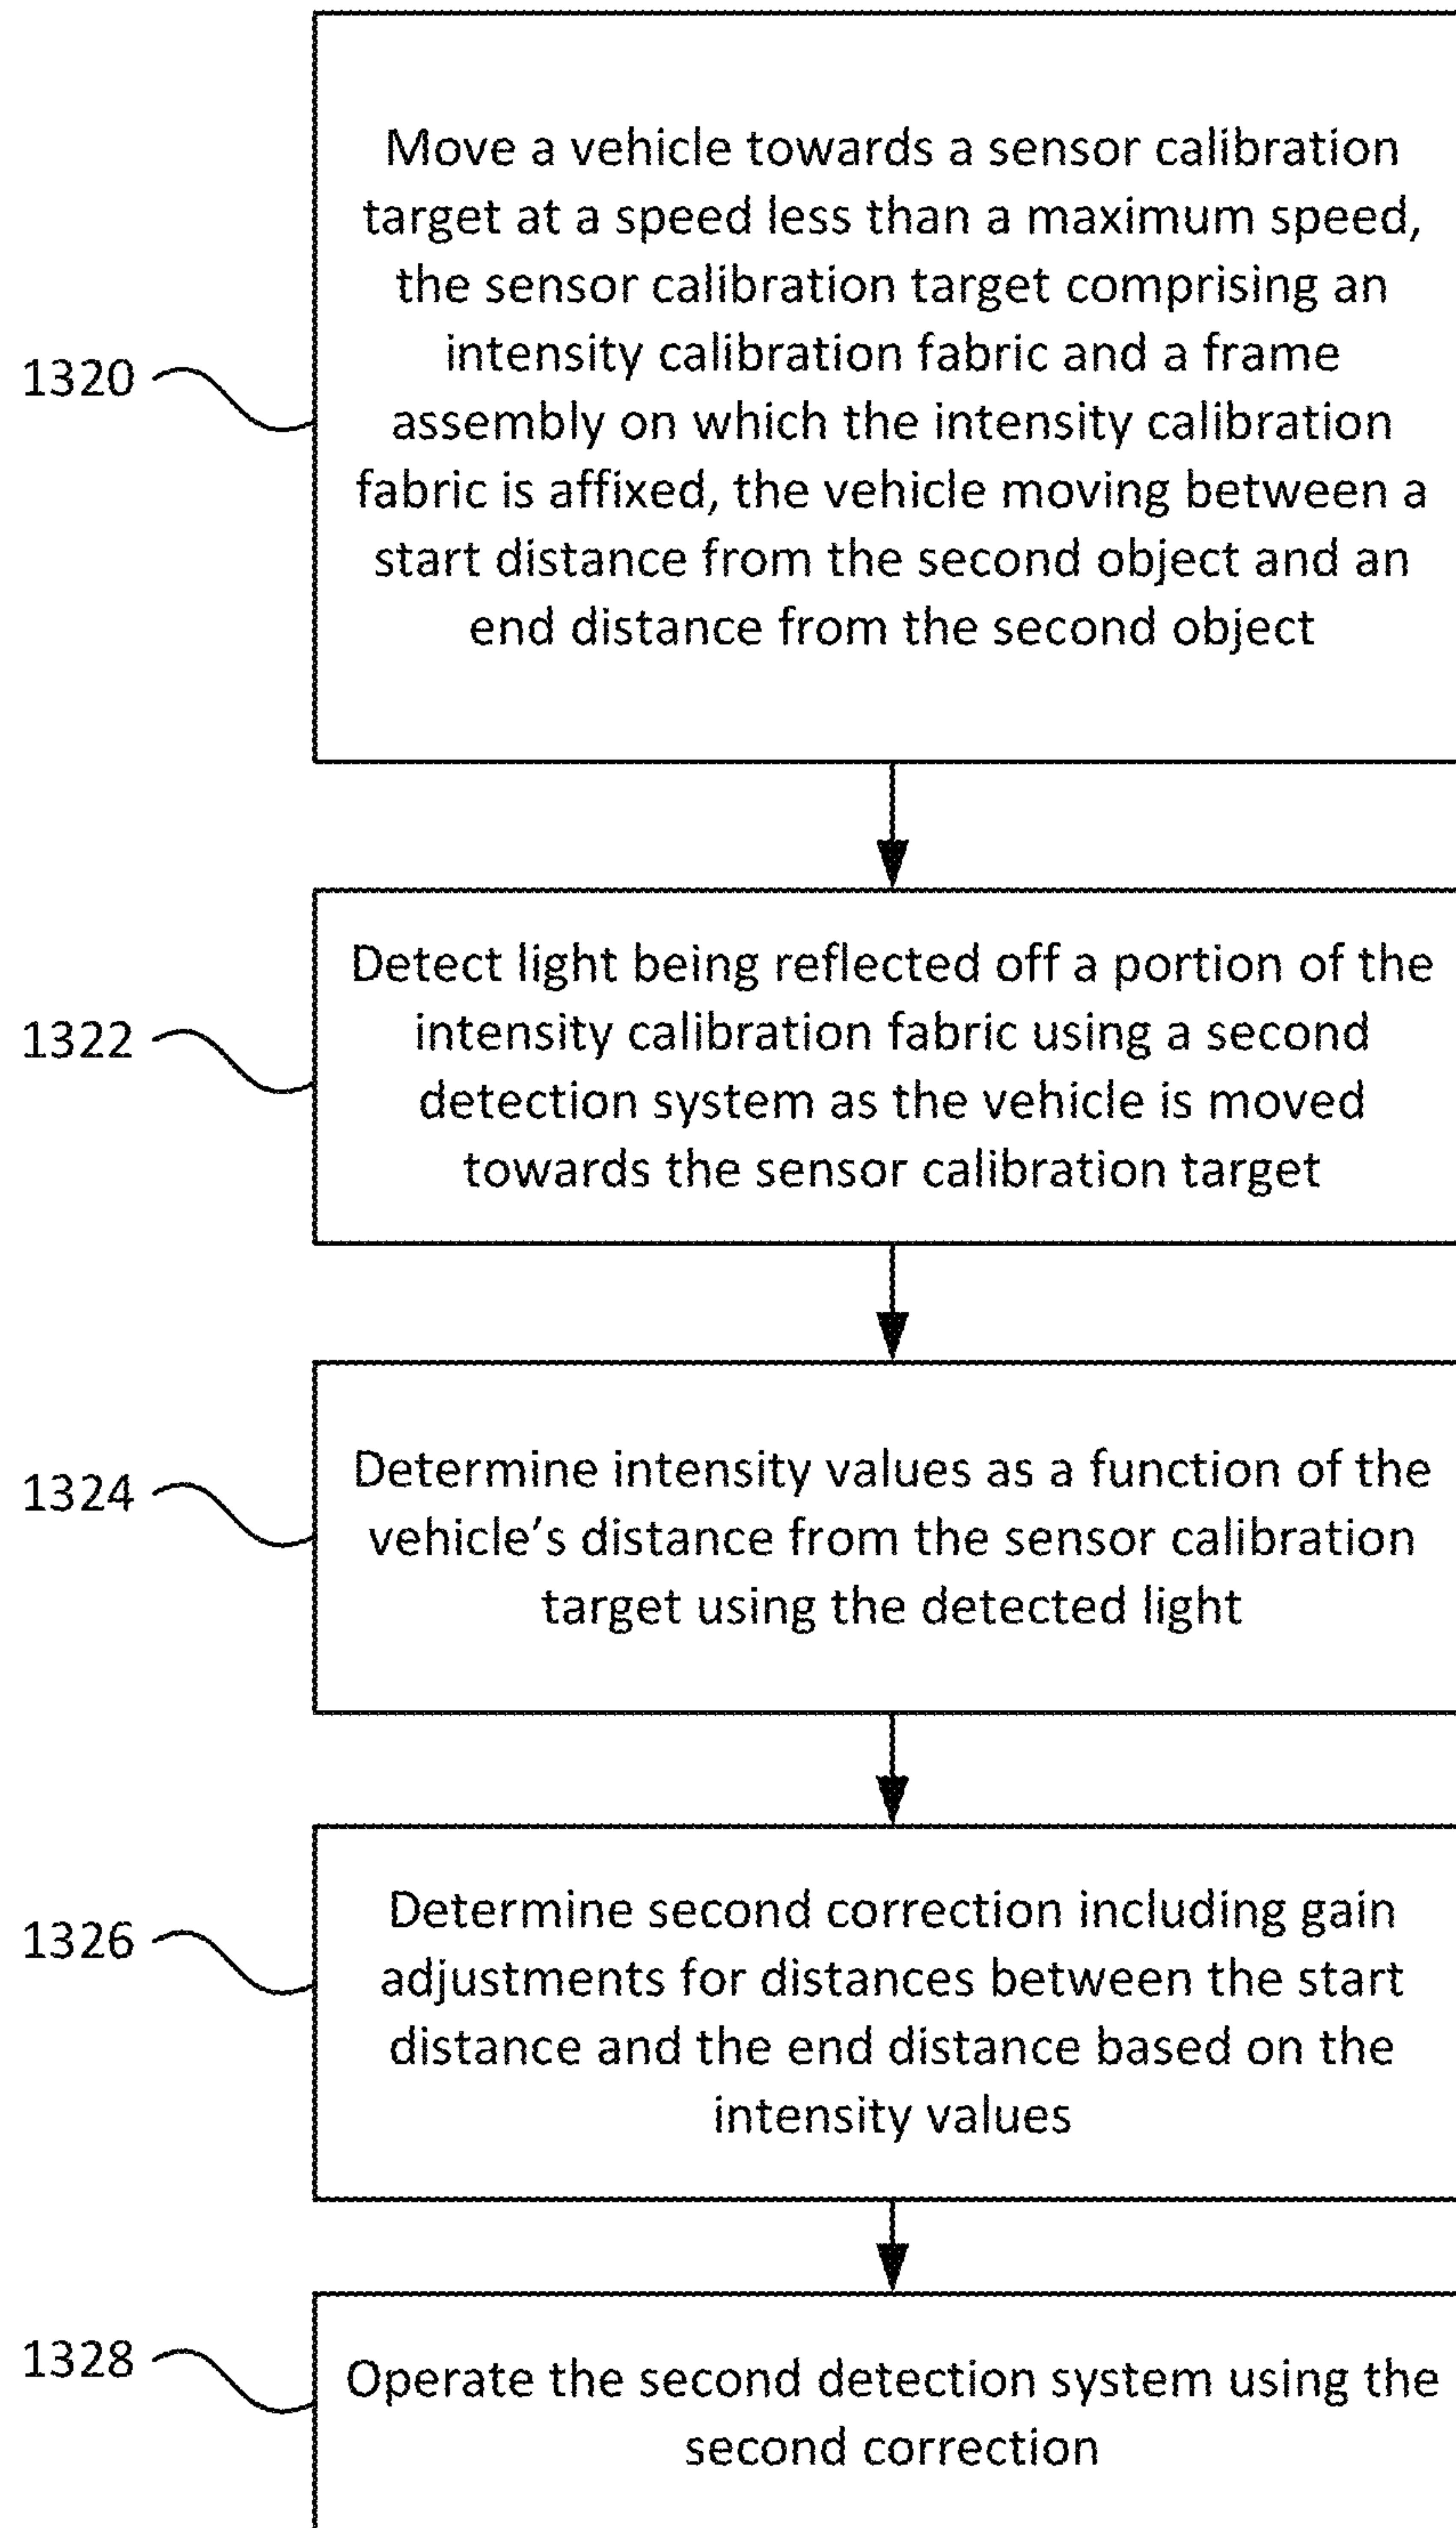 Move a vehicle towards a sensor calibration
target at a speed less than a maximum speed,
the sensor calibration target comprising an
intensity calibration fabric and a frame
1320
assembly on which the intensity calibration
fabric is affixed, the vehicle moving between a
start distance from the second object and an
end distance from the second object
Detect light being reflected off a portion of the
1322
intensity calibration fabric using a second
detection system as the vehicle is moved
towards the sensor calibration target
Determine intensity values as a function of the
1324
vehicle's distance from the sensor calibration
target using the detected light
Determine second correction including gain
1326
adjustments for distances between the start
distance and the end distance based on the
intensity values
1328
Operate the second detection system using the
second correction